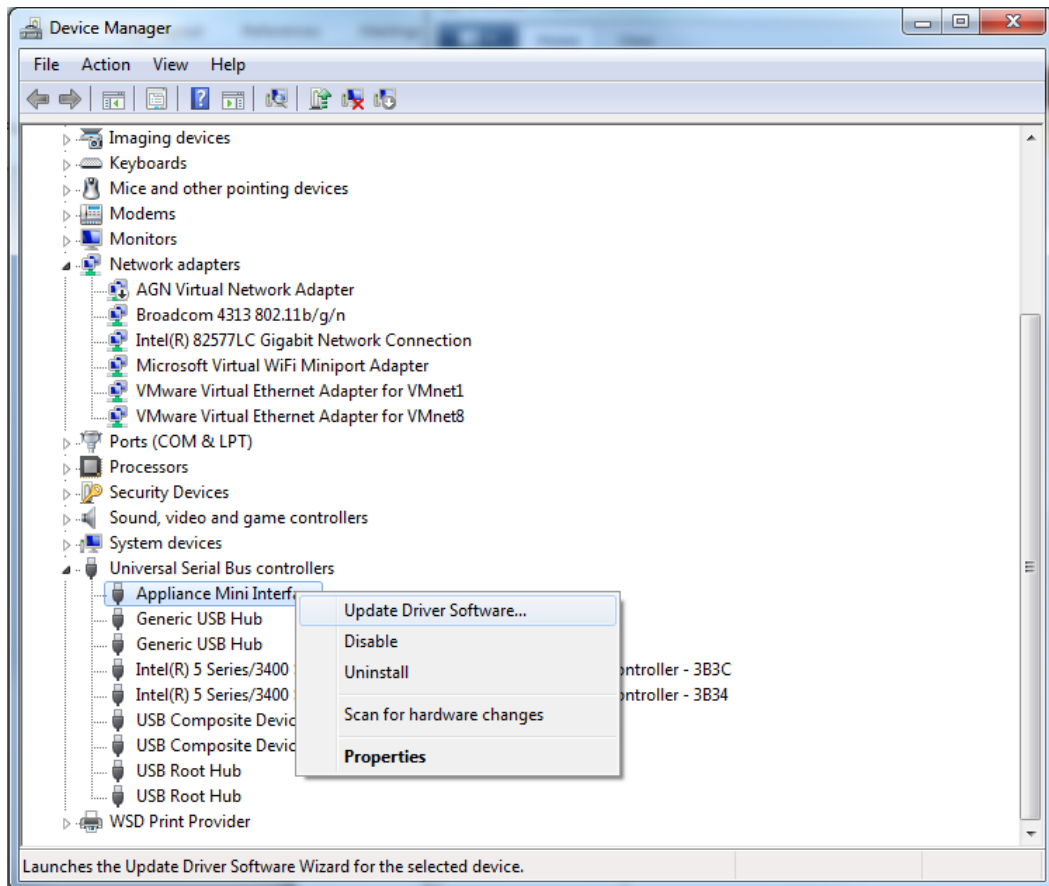 Device Manager
File Action View Help
Imaging devices
Keyboards
Mice and other pointing devices
Modems
Monitors
Network adapters
AGN Virtual Network Adapter
Broadcom 4313 802.11b/g/n
Intel(R) 82577LC Gigabit Network Connection
Microsoft Virtual WiFi Miniport Adapter
VMware Virtual Ethernet Adapter for VMnet1
VMware Virtual Ethernet Adapter for VMnet8
Ports (COM & LPT)
Processors
Security Devices
Sound, video and game controllers
System devices
Universal Serial Bus controllers
Appliance Mini Interfa
Generic USB Hub
Generic USB Hub
Intel(R) 5 Series/3400 ontroller - 3B3C
Intel(R) 5 Series/3400 ontroller - 3B34
USB Composite Devic
USB Composite Devic
USB Root Hub
USB Root Hub
WSD Print Provider
Update Driver Software...
Disable
Uninstall
Scan for hardware changes
Properties
Launches the Update Driver Software Wizard for the selected device.